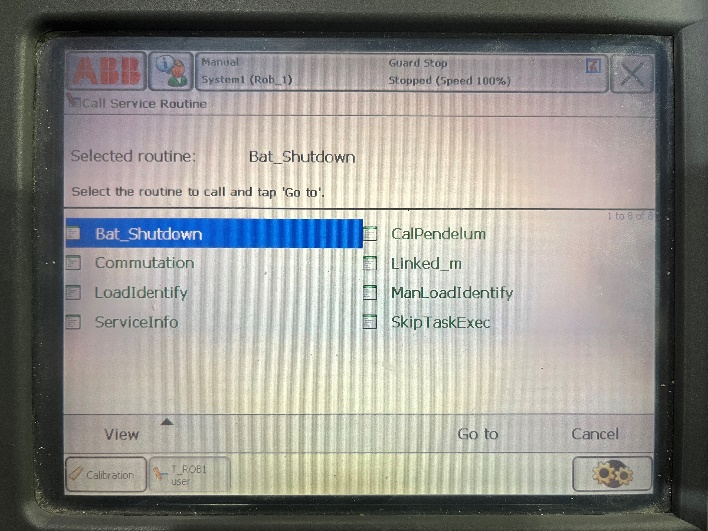 ABB
Manual
System1 (Rob_1)
Guard Stop
Stopped (Speed 100%)
Call Service Routine
Selected routine: Bat_Shutdown
Select the routine to call and tap 'Go to'.
1 to 8 of 8
Bat_Shutdown
CalPendelum
Commutation
Linked_m
LoadIdentify
ManLoadIdentify
ServiceInfo
SkipTaskExec
View
Go to
Cancel
Calibration
T_ROB1
user